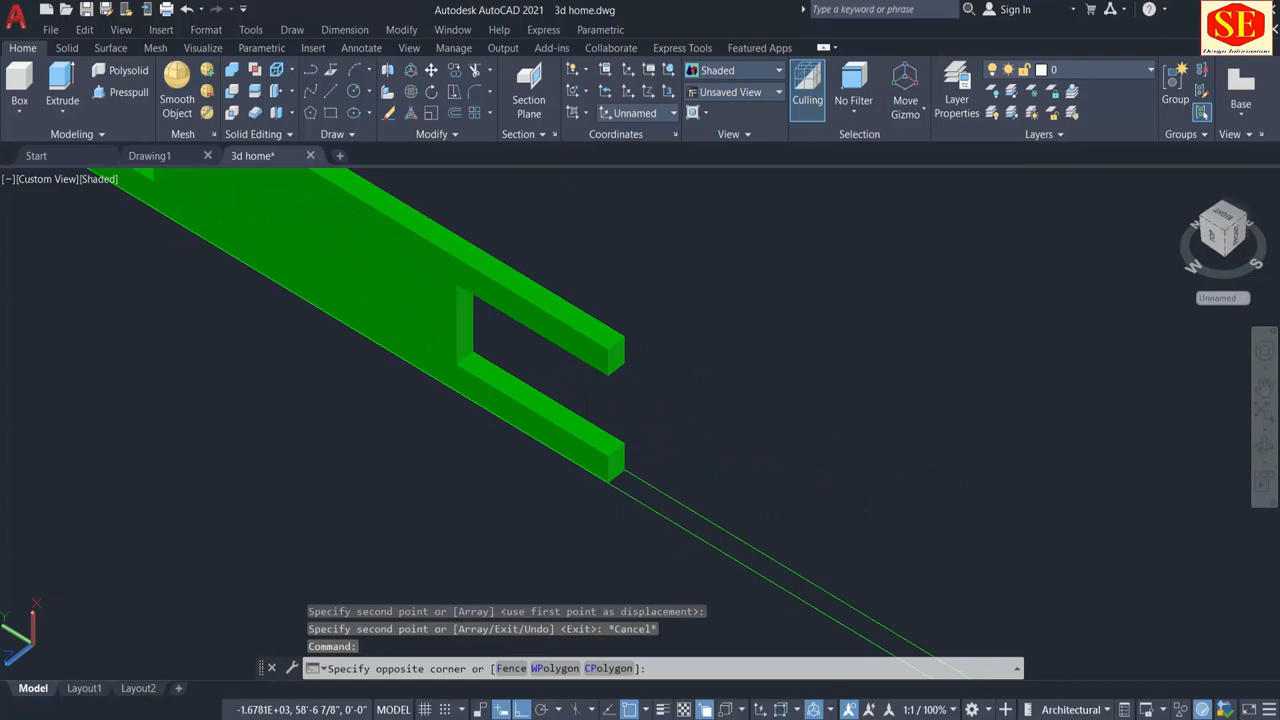 Autodesk AutoCAD 2021 3d home.dwg
Type a keyword or phrase
Sign In
SE
Design Information
File Edit View Insert Format Tools Draw Dimension Modify Window Help Express Parametric
Home Solid Surface Mesh Visualize Parametric Insert Annotate View Manage Output Add-ins Collaborate Express Tools Featured Apps
Box
Extrude
Polysolid
Presspull
Smooth
Object
Section
Plane
Unnamed
Shaded
Unsaved View
Culling
No Filter
Move
Gizmo
Layer
Properties
0
Group
Base
Modeling
Mesh
Solid Editing
Draw
Modify
Section
Coordinates
View
Selection
Layers
Groups
View
Start Drawing1 3d home*
[−][Custom View][Shaded]
RIGHT
W
S
Unnamed
Y
X
Specify second point or [Array] <use first point as displacement>:
Specify second point or [Array/Exit/Undo] <Exit>: *Cancel*
Command:
Specify opposite corner or [Fence WPolygon CPolygon]:
Model Layout1 Layout2
-1.6781E+03, 58'-6 7/8", 0'-0" MODEL 1:1 / 100% Architectural